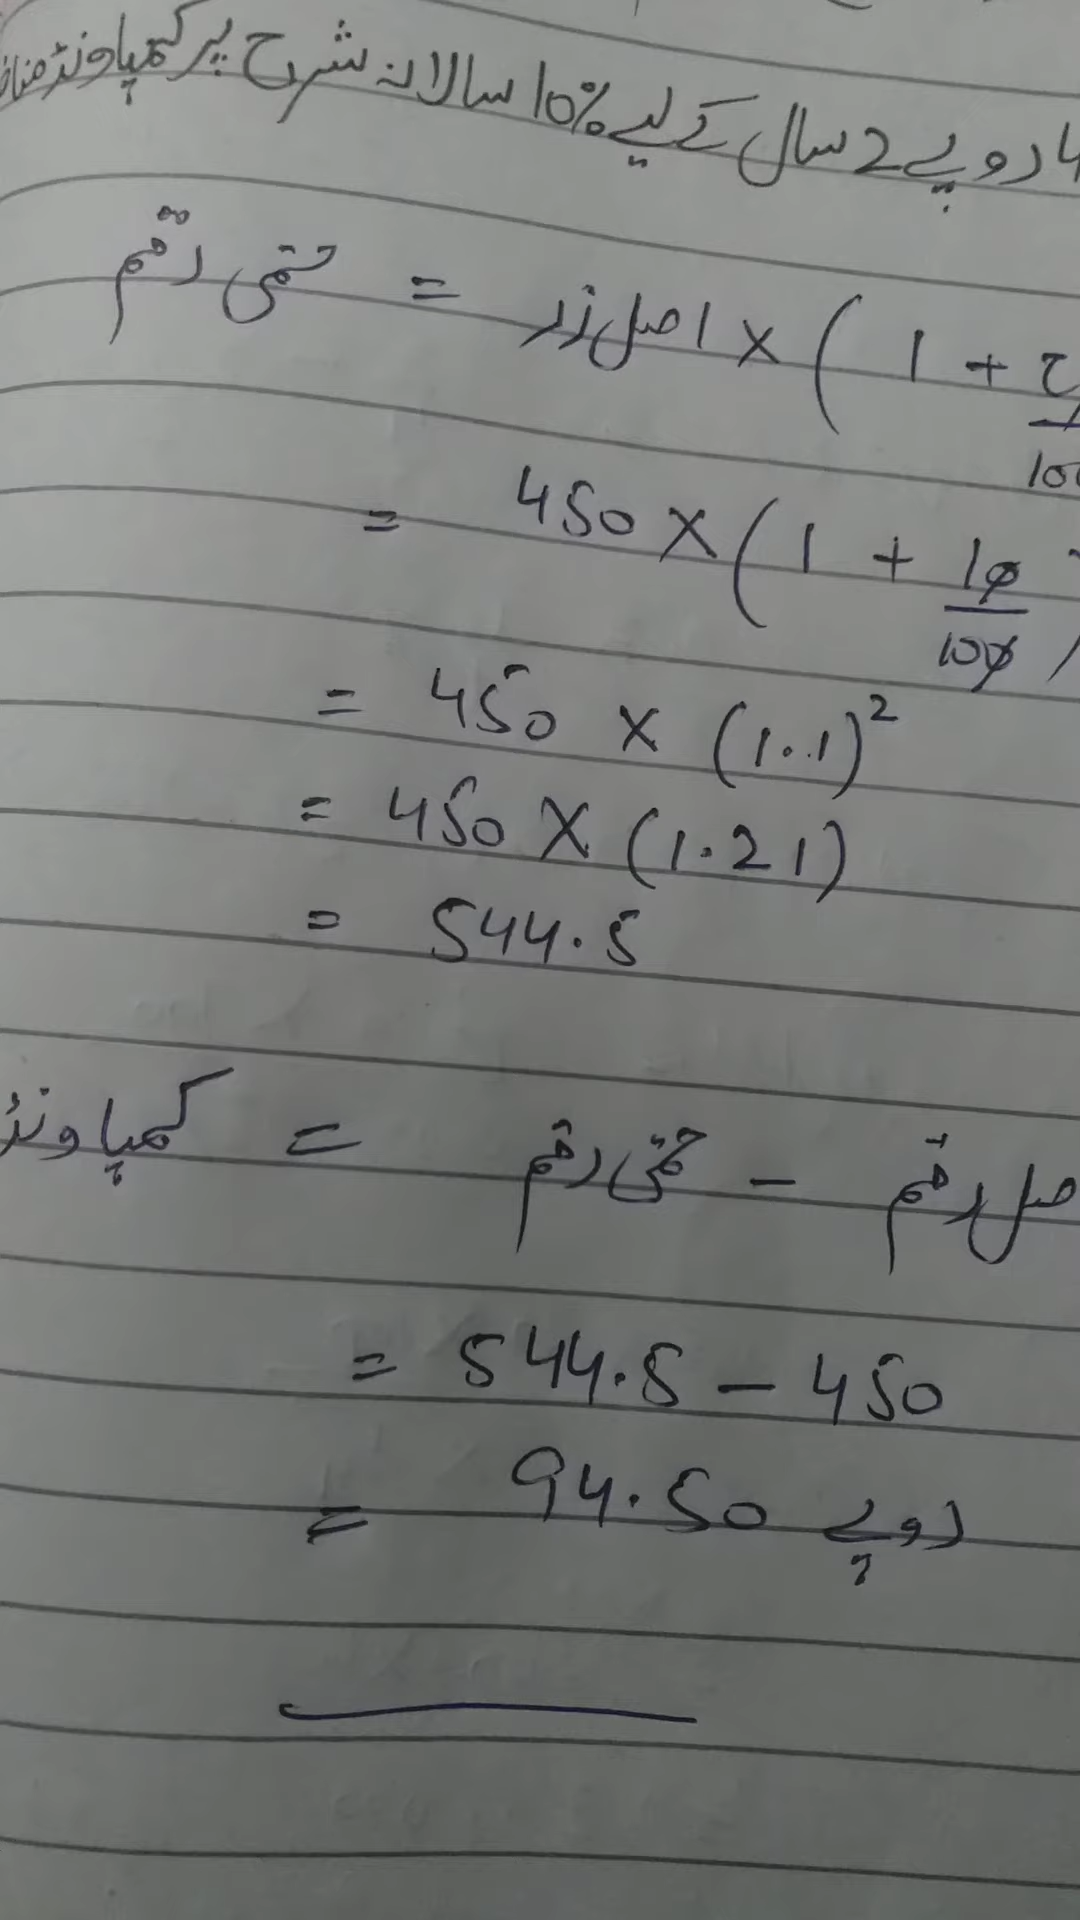 روپے 2 سال کے لیے 10% سالانہ شرح پر کمپاونڈ
حتمی رقم = اصل زر × ( 1 +
= 450 × ( 1 + 10/100
= 450 × (1.1)²
= 450 × (1.21)
= 544.5
کمپاونڈ = حتمی رقم − صل رقم
= 544.5 − 450
= 94.50 روپے